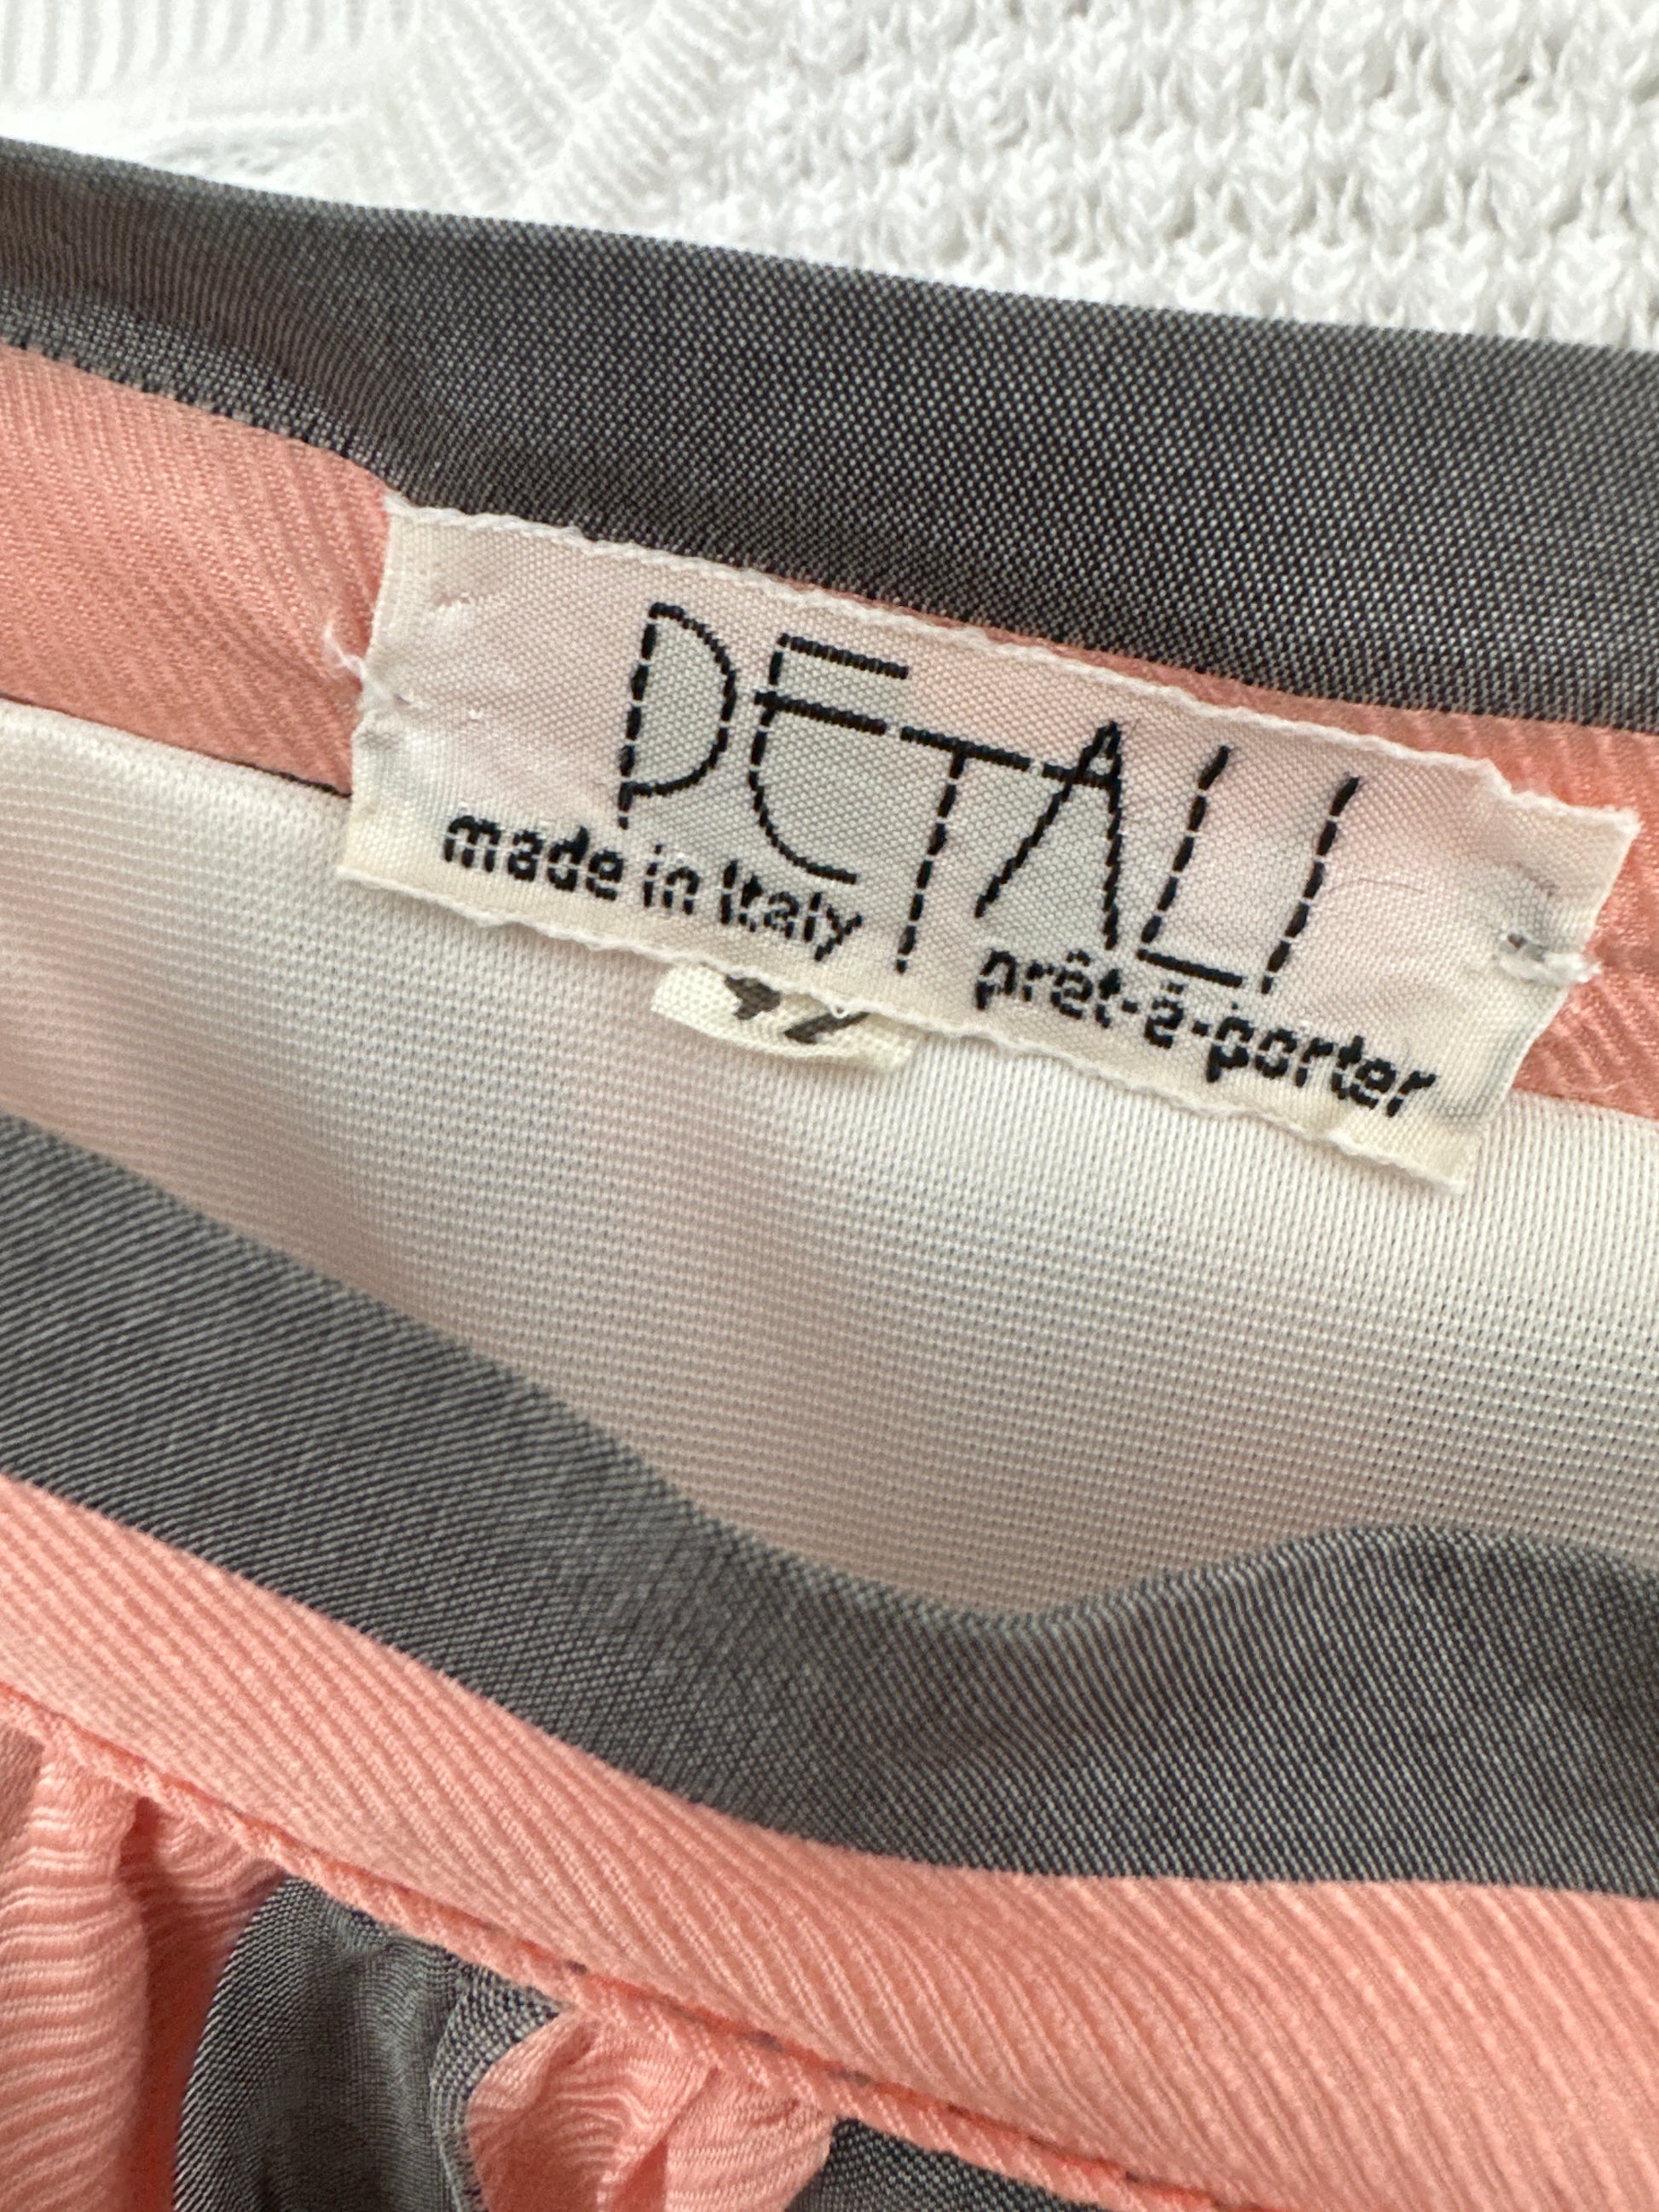 PETALI
made in italy
prêt-à-porter